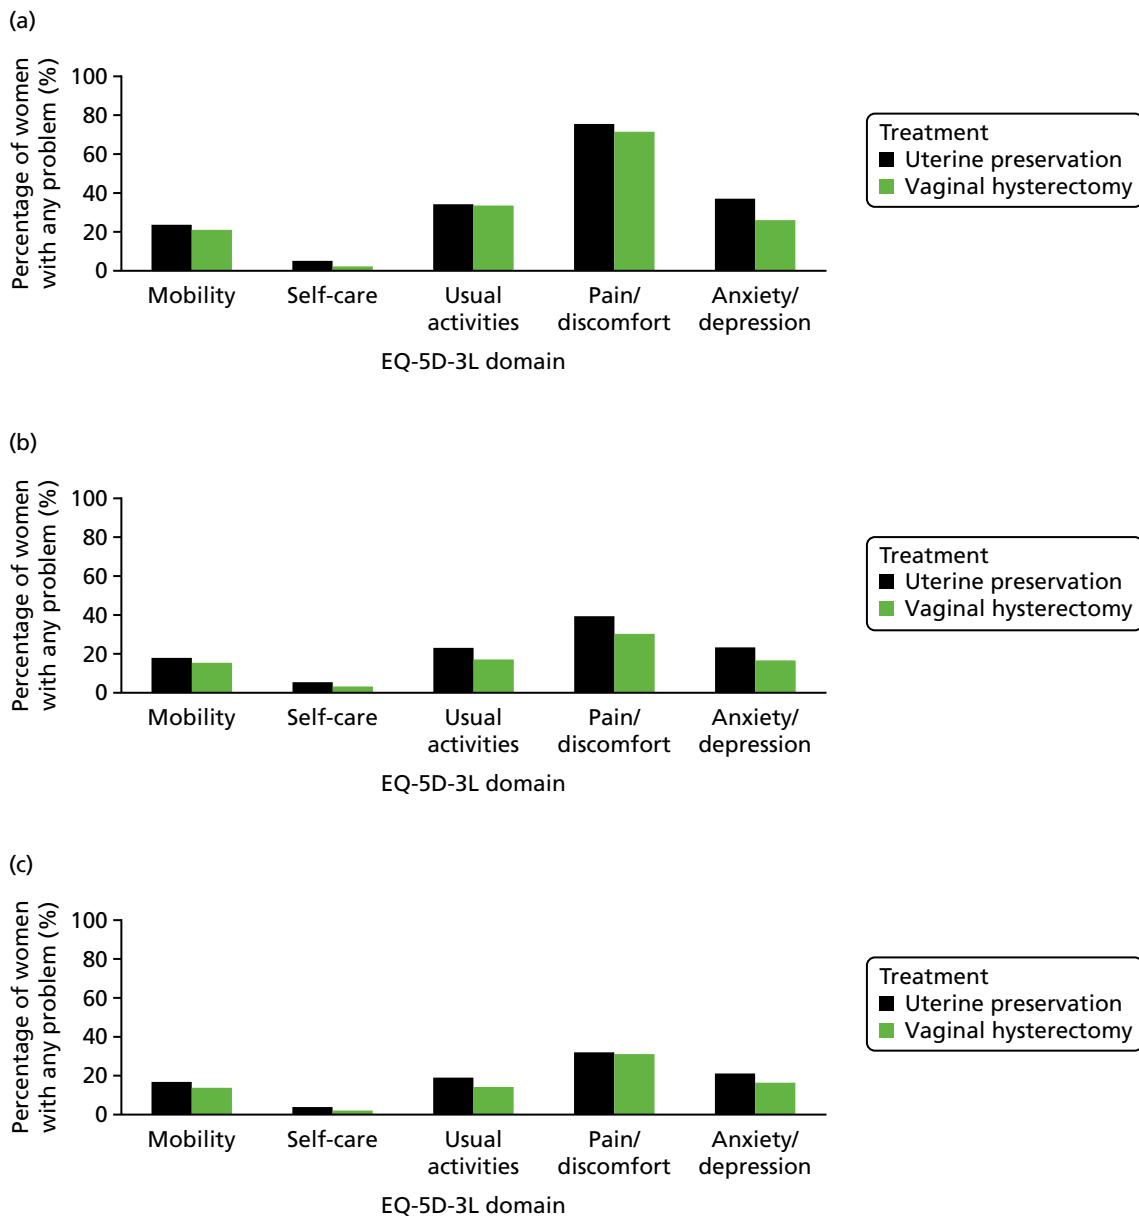 (a)
Percentage of women
with any problem (%)
100
80
60
40
20
0
Mobility
Self-care
Usual
activities
Pain/
discomfort
Anxiety/
depression
EQ-5D-3L domain
Treatment
Uterine preservation
Vaginal hysterectomy
(b)
Percentage of women
with any problem (%)
100
80
60
40
20
0
Mobility
Self-care
Usual
activities
Pain/
discomfort
Anxiety/
depression
EQ-5D-3L domain
Treatment
Uterine preservation
Vaginal hysterectomy
(c)
Percentage of women
with any problem (%)
100
80
60
40
20
0
Mobility
Self-care
Usual
activities
Pain/
discomfort
Anxiety/
depression
EQ-5D-3L domain
Treatment
Uterine preservation
Vaginal hysterectomy